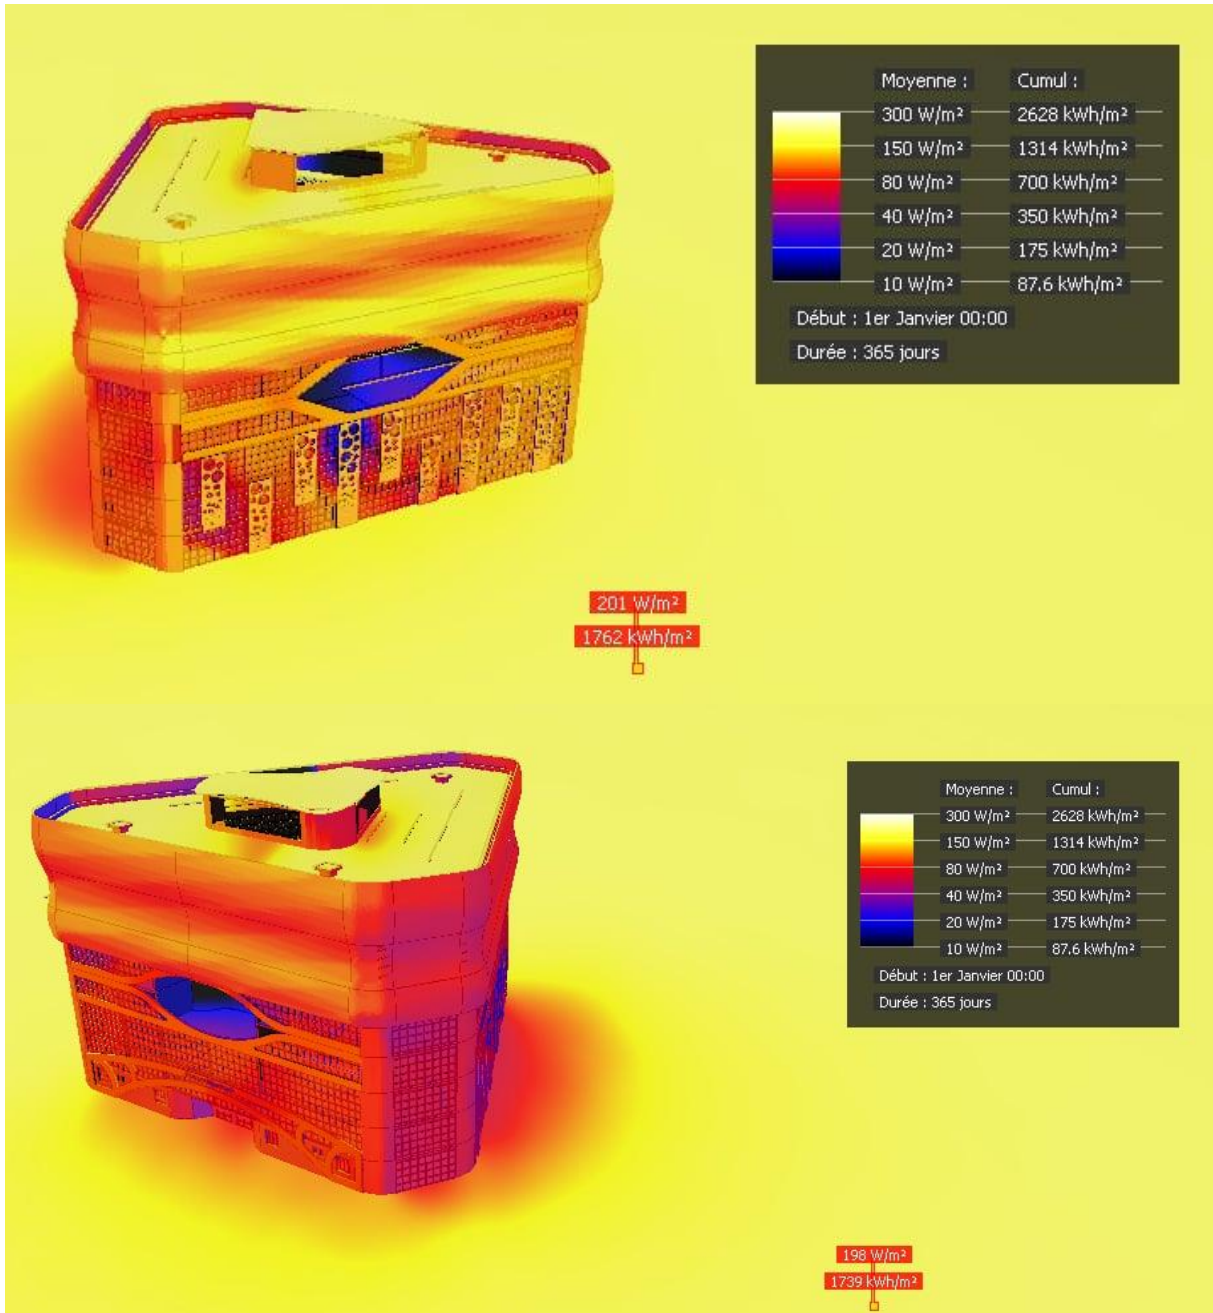 Moyenne : Cumul :
300 W/m² 2628 kWh/m²
150 W/m² 1314 kWh/m²
80 W/m² 700 kWh/m²
40 W/m² 350 kWh/m²
20 W/m² 175 kWh/m²
10 W/m² 87.6 kWh/m²
Début : 1er Janvier 00:00
Durée : 365 jours
201 W/m²
1762 kWh/m²
Moyenne : Cumul :
300 W/m² 2628 kWh/m²
150 W/m² 1314 kWh/m²
80 W/m² 700 kWh/m²
40 W/m² 350 kWh/m²
20 W/m² 175 kWh/m²
10 W/m² 87.6 kWh/m²
Début : 1er Janvier 00:00
Durée : 365 jours
198 W/m²
1739 kWh/m²